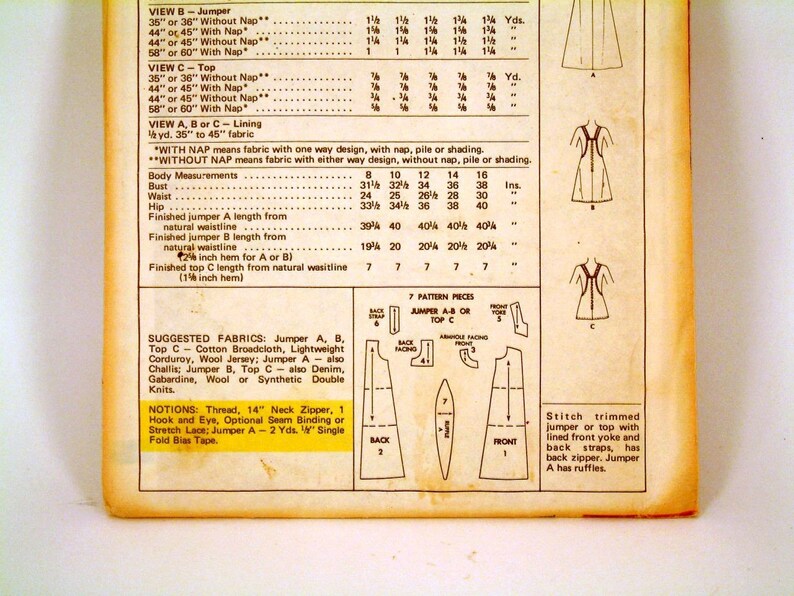 VIEW B — Jumper
35" or 36" Without Nap** 1½ 1½ 1½ 1¾ 1¾ Yds.
44" or 45" With Nap* 1⅝ 1⅝ 1⅝ 1⅝ 1⅝ "
44" or 45" Without Nap** 1¼ 1¼ 1¼ 1¼ 1¼ "
58" or 60" With Nap* 1 1 1¼ 1¼ 1¼ "
VIEW C — Top
35" or 36" Without Nap** ⅞ ⅞ ⅞ ⅞ ⅞ Yd.
44" or 45" With Nap* ⅞ ⅞ ⅞ ⅞ ⅞ "
44" or 45" Without Nap** ¾ ¾ ¾ ¾ ¾ "
58" or 60" With Nap* ⅝ ⅝ ⅝ ⅝ ⅝ "
VIEW A, B or C — Lining
½ yd. 35" to 45" fabric
*WITH NAP means fabric with one way design, with nap, pile or shading.
**WITHOUT NAP means fabric with either way design, without nap, pile or shading.
Body Measurements 8 10 12 14 16
Bust 31½ 32½ 34 36 38 Ins.
Waist 24 25 26½ 28 30 "
Hip 33½ 34½ 36 38 40 "
Finished jumper A length from
natural waistline 39¾ 40 40¼ 40½ 40¾ "
Finished jumper B length from
natural waistline 19¾ 20 20¼ 20½ 20¾ "
(2⅝ inch hem for A or B)
Finished top C length from natural wasitline 7 7 7 7 7 "
(1⅝ inch hem)
SUGGESTED FABRICS: Jumper A, B,
Top C — Cotton Broadcloth, Lightweight
Corduroy, Wool Jersey; Jumper A — also
Challis; Jumper B, Top C — also Denim,
Gabardine, Wool or Synthetic Double
Knits.
NOTIONS: Thread, 14" Neck Zipper, 1
Hook and Eye, Optional Seam Binding or
Stretch Lace; Jumper A — 2 Yds. ½" Single
Fold Bias Tape.
7 PATTERN PIECES
JUMPER A-B OR
TOP C
BACK
STRAP
6
FRONT
YOKE
5
BACK
FACING
4
ARMHOLE FACING
FRONT
3
7
RUFFLE
A
BACK
2
FRONT
1
A
B
C
Stitch trimmed
jumper or top with
lined front yoke and
back straps, has
back zipper. Jumper
A has ruffles.